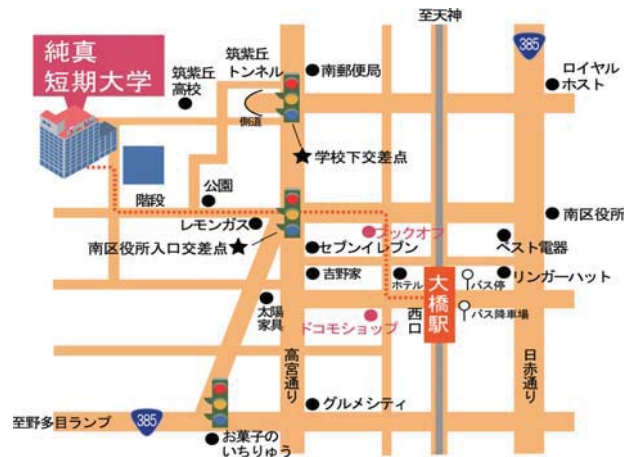 至天神
385
純真
短期大学
筑紫丘
高校
筑紫丘
トンネル
南郵便局
ロイヤル
ホスト
側道
学校下交差点
階段
公園
レモンガス
南区役所
ブックオフ
南区役所入口交差点
セブンイレブン
ベスト電器
吉野家
ホテル
大橋駅
バス停
リンガーハット
西口
バス降車場
太陽
家具
ドコモショップ
高宮通り
日赤通り
グルメシティ
至野多目ランプ
385
お菓子の
いちりゅう